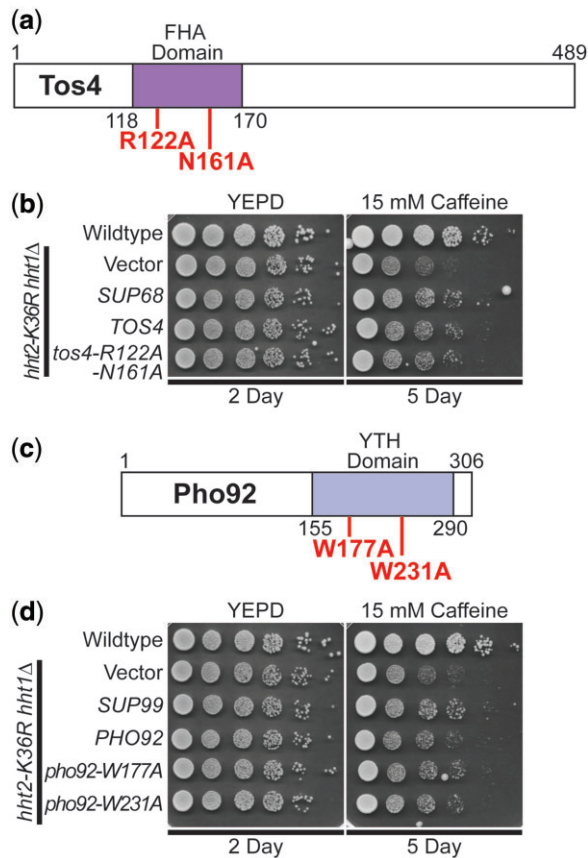 (a)
FHA
Domain
1 489
Tos4
118 170
R122A
N161A
(b)
YEPD 15 mM Caffeine
hht2-K36R hht1Δ
Wildtype
Vector
SUP68
TOS4
tos4-R122A
-N161A
2 Day 5 Day
(c)
YTH
1 Domain 306
Pho92
155 290
W177A
W231A
(d)
YEPD 15 mM Caffeine
hht2-K36R hht1Δ
Wildtype
Vector
SUP99
PHO92
pho92-W177A
pho92-W231A
2 Day 5 Day